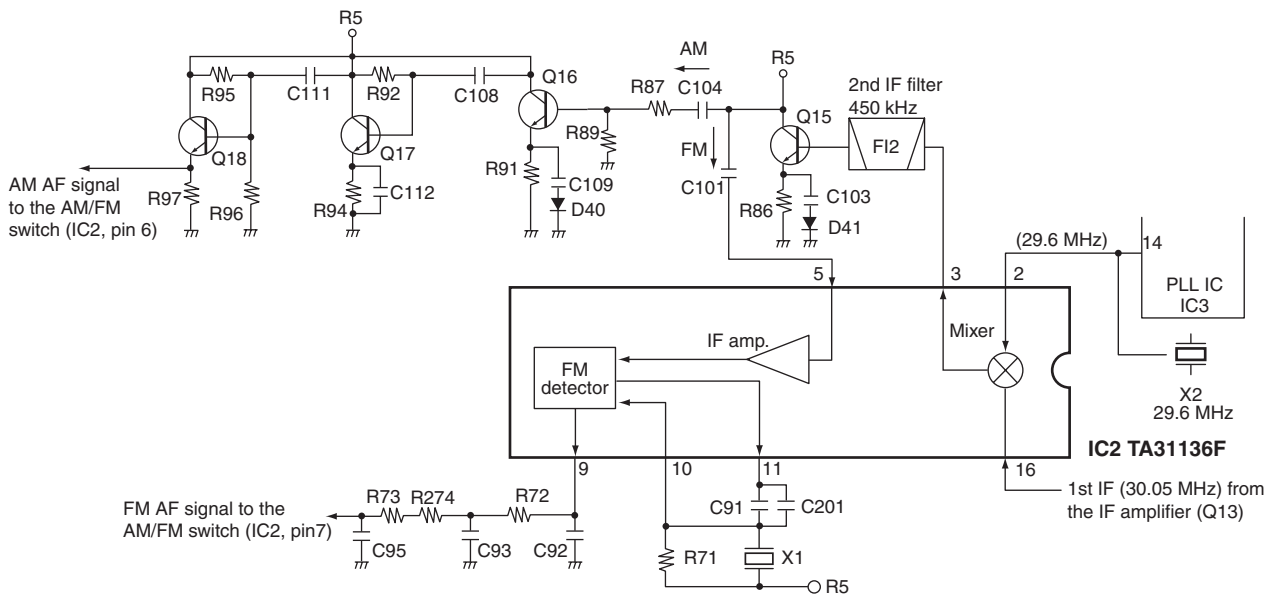 R5
AM
Q16
R87
C104
R5
2nd IF filter
450 kHz
R95
C111
R92
C108
Q15
R89
FI2
Q18
Q17
R91
FM
C101
C109
D40
C103
R86
D41
AM AF signal
to the AM/FM
switch (IC2, pin 6)
R97
R96
R94
C112
(29.6 MHz)
14
PLL IC
IC3
5
3
2
Mixer
IF amp.
FM
detector
X2
29.6 MHz
IC2 TA31136F
9
10
11
16
1st IF (30.05 MHz) from
the IF amplifier (Q13)
FM AF signal to the
AM/FM switch (IC2, pin7)
R73
R274
R72
C91
C201
C95
C93
C92
R71
X1
R5